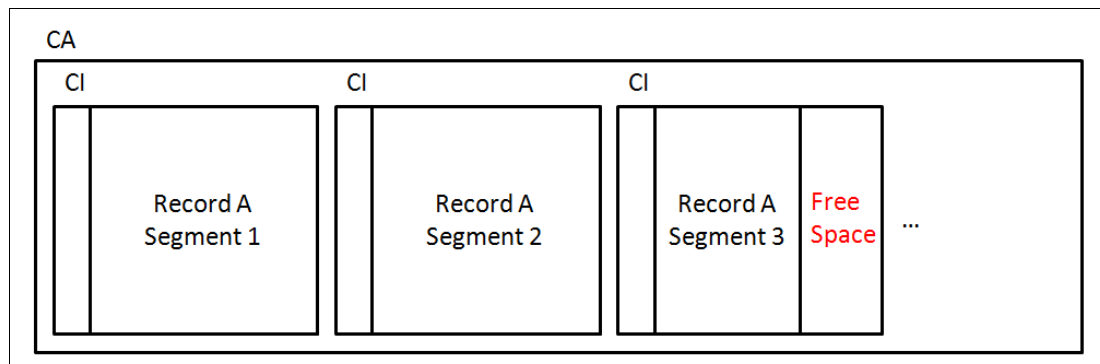 CA
CI
CI
CI
Record A
Segment 1
Record A
Segment 2
Record A
Segment 3
Free
Space
...